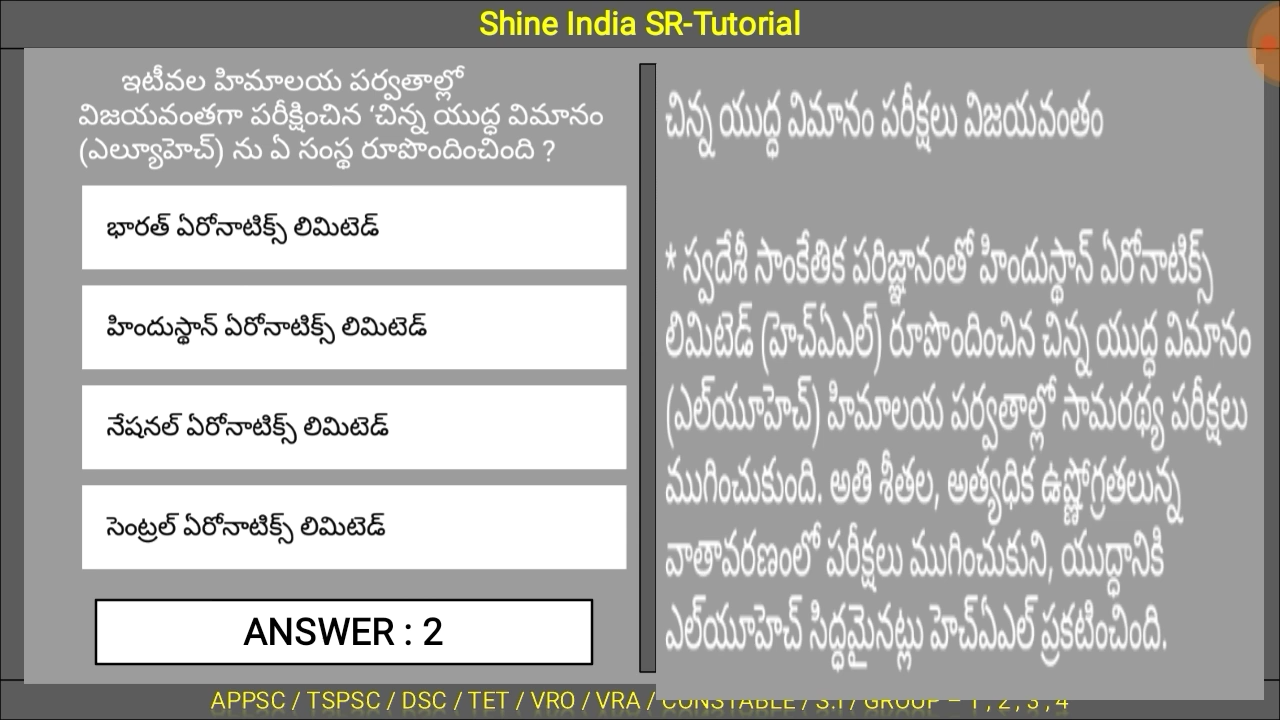 Shine India SR-Tutorial
ఇటీవల హిమాలయ పర్వతాల్లో
విజయవంతగా పరీక్షించిన ‘చిన్న యుద్ధ విమానం
(ఎల్యూహెచ్) ను ఏ సంస్థ రూపొందించింది ?
భారత్ ఏరోనాటిక్స్ లిమిటెడ్
హిందుస్థాన్ ఏరోనాటిక్స్ లిమిటెడ్
నేషనల్ ఏరోనాటిక్స్ లిమిటెడ్
సెంట్రల్ ఏరోనాటిక్స్ లిమిటెడ్
ANSWER : 2
చిన్న యుద్ధ విమానం పరీక్షలు విజయవంతం
* స్వదేశీ సాంకేతిక పరిజ్ఞానంతో హిందుస్థాన్ ఏరోనాటిక్స్
లిమిటెడ్ (హెచ్ఏఎల్) రూపొందించిన చిన్న యుద్ధ విమానం
(ఎల్‌యూహెచ్) హిమాలయ పర్వతాల్లో సామరథ్య పరీక్షలు
ముగించుకుంది. అతి శీతల, అత్యధిక ఉష్ణోగ్రతలున్న
వాతావరణంలో పరీక్షలు ముగించుకుని, యుద్ధానికి
ఎల్‌యూహెచ్ సిద్ధమైనట్లు హెచ్ఏఎల్ ప్రకటించింది.
APPSC / TSPSC / DSC / TET / VRO / VRA / CONSTABLE / S.I / GROUP – 1 , 2 , 3 , 4